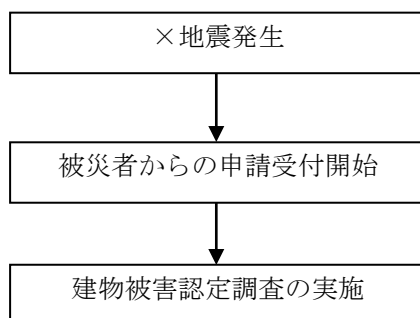 ×地震発生
被災者からの申請受付開始
建物被害認定調査の実施